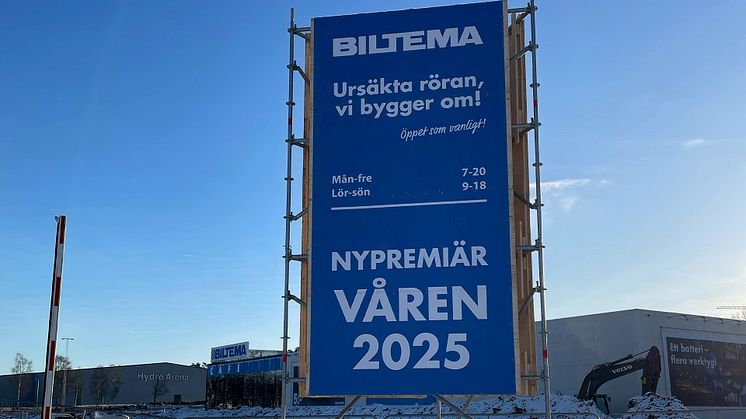 BILTEMA
Ursäkta röran,
vi bygger om!
Öppet som vanligt!
Mån-fre 7-20
Lör-sön 9-18
NYPREMIÄR
VÅREN
2025
BILTEMA
CAFÉ
Hydro Arena
Ett batteri -
flera verktyg!
VOLVO